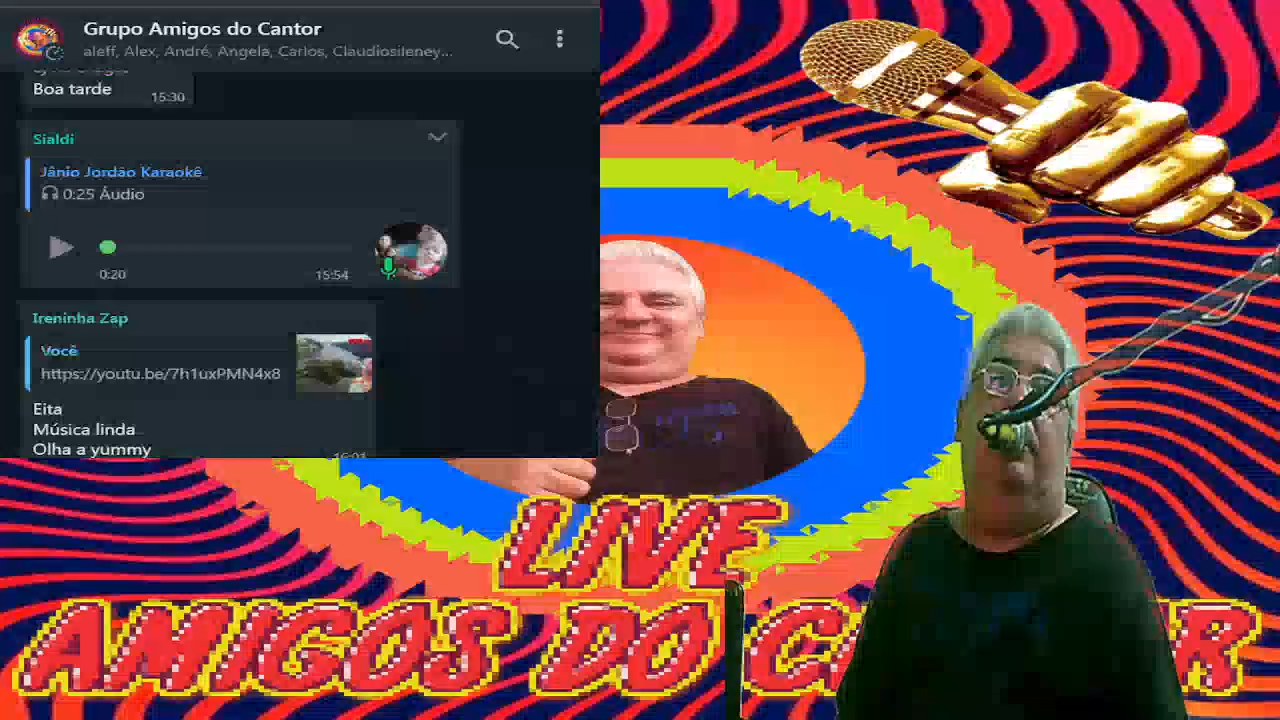 Grupo Amigos do Cantor
aleff, Alex, André, Angela, Carlos, Claudiosileney...
Boa tarde
15:30
Sialdi
Jânio Jordão Karaokê
0:25 Áudio
0:20
15:54
Ireninha Zap
Você
https://youtu.be/7h1uxPMN4x8
Eita
Música linda
Olha a yummy
16:01
LIVE
AMIGOS DO C R